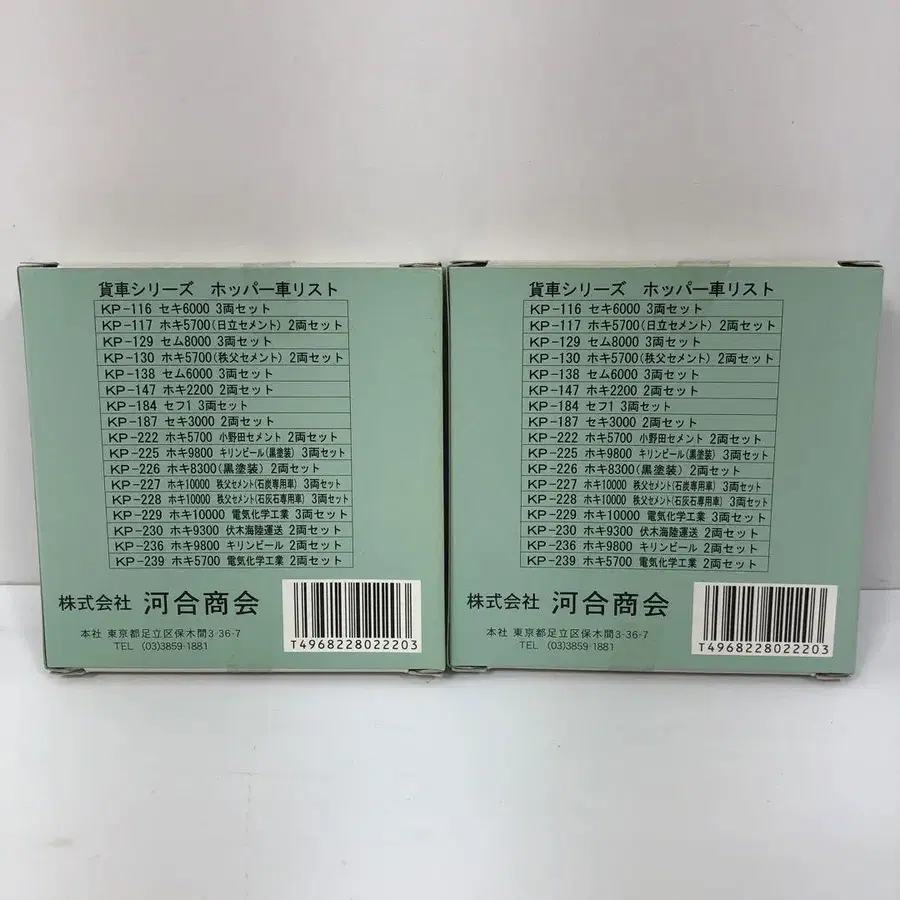 貨車シリーズ ホッパー車リスト
KP-116 セキ6000 3両セット
KP-117 ホキ5700(日立セメント) 2両セット
KP-129 セム8000 3両セット
KP-130 ホキ5700(秩父セメント) 2両セット
KP-138 セム6000 3両セット
KP-147 ホキ2200 2両セット
KP-184 セフ1 3両セット
KP-187 セキ3000 2両セット
KP-222 ホキ5700 小野田セメント 2両セット
KP-225 ホキ9800 キリンビール(黒塗装) 2両セット
KP-226 ホキ8300(黒塗装) 2両セット
KP-227 ホキ10000 秩父セメント(石炭専用車) 3両セット
KP-228 ホキ10000 秩父セメント(石灰石専用車) 3両セット
KP-229 ホキ10000 電気化学工業 3両セット
KP-230 ホキ9300 伏木海陸運送 2両セット
KP-236 ホキ9800 キリンビール 2両セット
KP-239 ホキ5700 電気化学工業 2両セット
株式会社 河合商会
本社 東京都足立区保木間3-36-7
TEL (03)3859-1881
T4968228022203
貨車シリーズ ホッパー車リスト
KP-116 セキ6000 3両セット
KP-117 ホキ5700(日立セメント) 2両セット
KP-129 セム8000 3両セット
KP-130 ホキ5700(秩父セメント) 2両セット
KP-138 セム6000 3両セット
KP-147 ホキ2200 2両セット
KP-184 セフ1 3両セット
KP-187 セキ3000 2両セット
KP-222 ホキ5700 小野田セメント 2両セット
KP-225 ホキ9800 キリンビール(黒塗装) 2両セット
KP-226 ホキ8300(黒塗装) 2両セット
KP-227 ホキ10000 秩父セメント(石炭専用車) 3両セット
KP-228 ホキ10000 秩父セメント(石灰石専用車) 3両セット
KP-229 ホキ10000 電気化学工業 3両セット
KP-230 ホキ9300 伏木海陸運送 2両セット
KP-236 ホキ9800 キリンビール 2両セット
KP-239 ホキ5700 電気化学工業 2両セット
株式会社 河合商会
本社 東京都足立区保木間3-36-7
TEL (03)3859-1881
T4968228022203